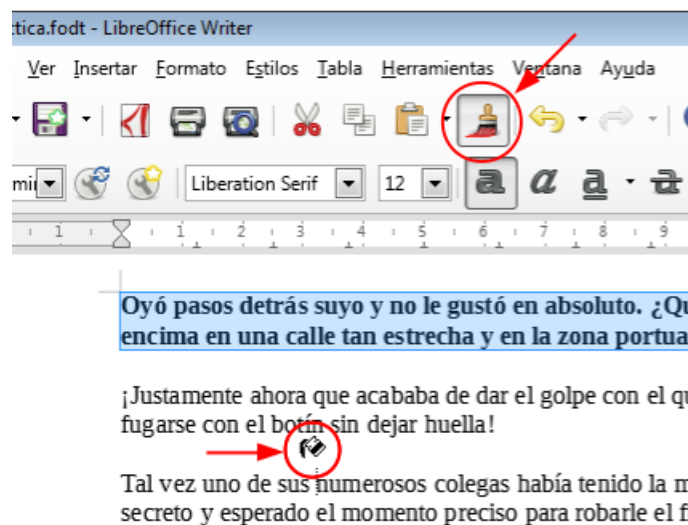 tica.fodt - LibreOffice Writer
Ver Insertar Formato Estilos Tabla Herramientas Ventana Ayuda
Liberation Serif 12 a a a
1 1 2 3 4 5 6 7 8 9
Oyó pasos detrás suyo y no le gustó en absoluto. ¿Qu
encima en una calle tan estrecha y en la zona portua
¡Justamente ahora que acababa de dar el golpe con el qu
fugarse con el botín sin dejar huella!
Tal vez uno de sus numerosos colegas había tenido la m
secreto y esperado el momento preciso para robarle el f